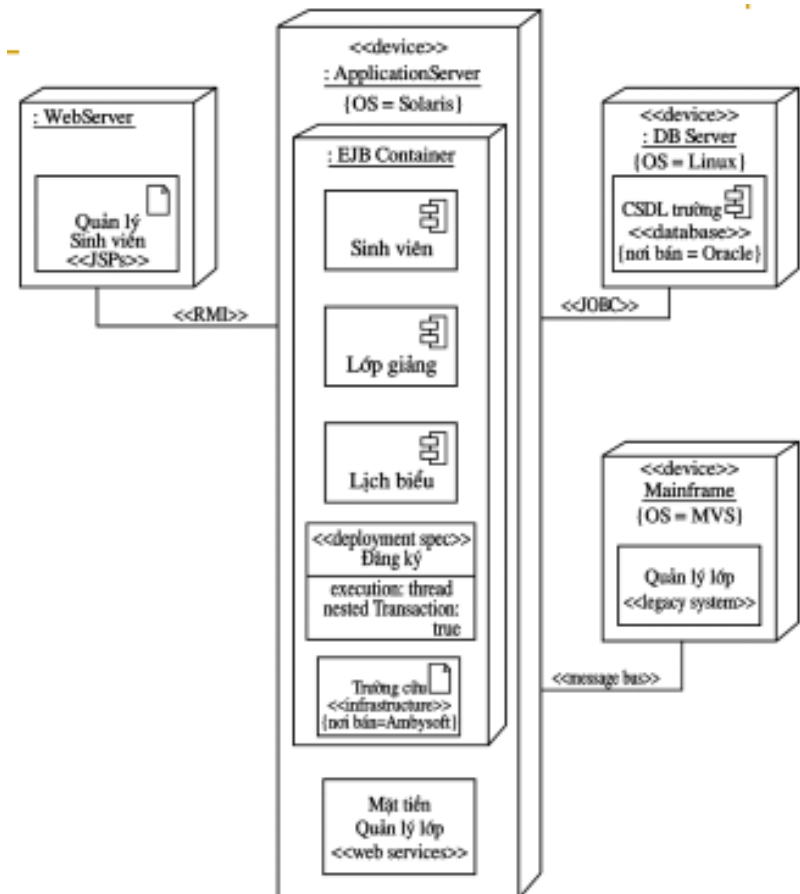 : WebServer
Quản lý
Sinh viên
<<JSPs>>
<<RMI>>
<<device>>
: ApplicationServer
{OS = Solaris}
: EJB Container
Sinh viên
Lớp giảng
Lịch biểu
<<deployment spec>>
Đăng ký
execution: thread
nested Transaction:
true
Trường cửu
<<infrastructure>>
{nơi bán=Ambysoft}
Mặt tiền
Quản lý lớp
<<web services>>
<<device>>
: DB Server
{OS = Linux}
CSDL trường
<<database>>
{nơi bán = Oracle}
<<JOBC>>
<<device>>
Mainframe
{OS = MVS}
Quản lý lớp
<<legacy system>>
<<message bus>>